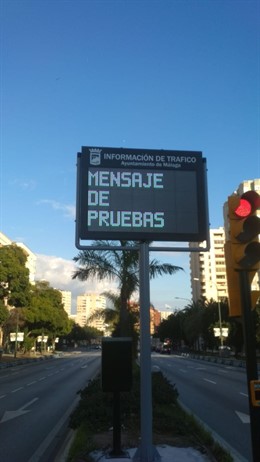 INFORMACIÓN DE TRAFICO
Ayuntamiento de Málaga
MENSAJE
DE
PRUEBAS